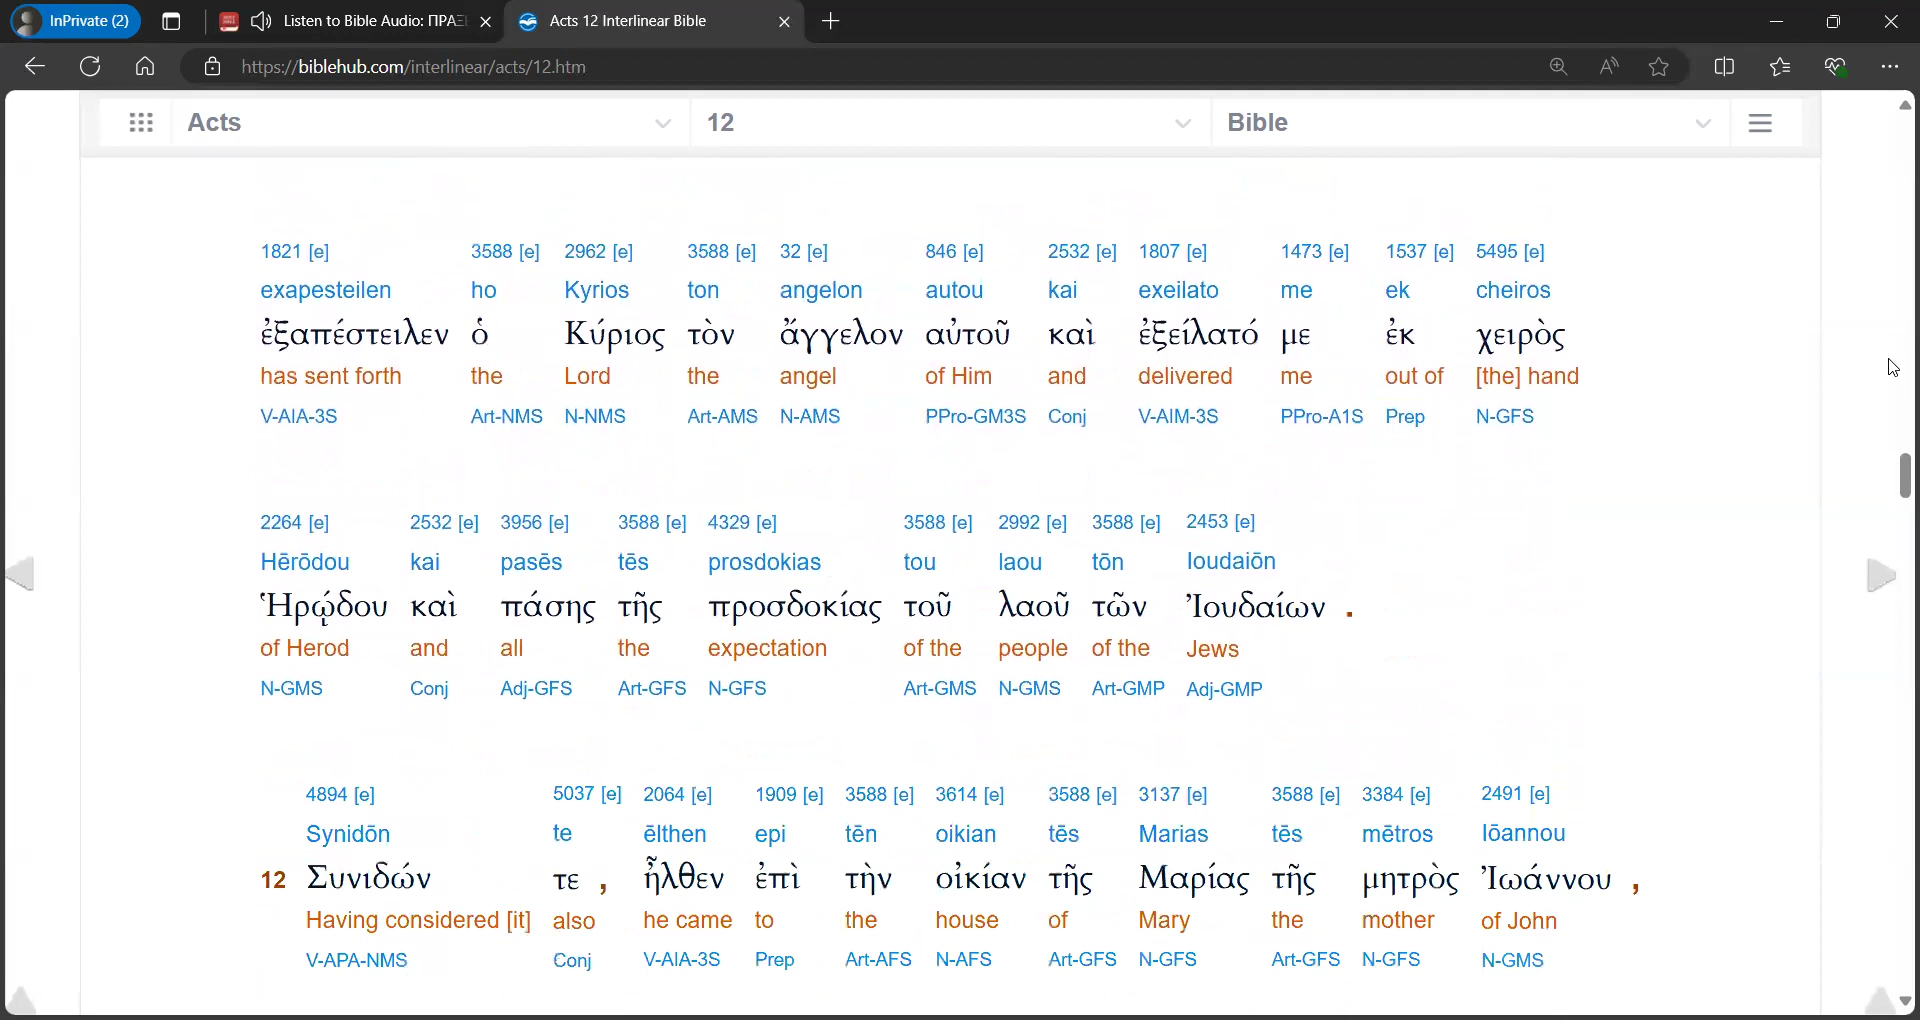 InPrivate (2) Listen to Bible Audio: ΠΡΑΞ Acts 12 Interlinear Bible
https://biblehub.com/interlinear/acts/12.htm
Acts 12 Bible
1821 [e] 3588 [e] 2962 [e] 3588 [e] 32 [e] 846 [e] 2532 [e] 1807 [e] 1473 [e] 1537 [e] 5495 [e]
exapesteilen ho Kyrios ton angelon autou kai exeilato me ek cheiros
ἐξαπέστειλεν ὁ Κύριος τὸν ἄγγελον αὐτοῦ καὶ ἐξείλατό με ἐκ χειρὸς
has sent forth the Lord the angel of Him and delivered me out of [the] hand
V-AIA-3S Art-NMS N-NMS Art-AMS N-AMS PPro-GM3S Conj V-AIM-3S PPro-A1S Prep N-GFS
2264 [e] 2532 [e] 3956 [e] 3588 [e] 4329 [e] 3588 [e] 2992 [e] 3588 [e] 2453 [e]
Hērōdou kai pasēs tēs prosdokias tou laou tōn Ioudaiōn
Ἡρῴδου καὶ πάσης τῆς προσδοκίας τοῦ λαοῦ τῶν Ἰουδαίων .
of Herod and all the expectation of the people of the Jews
N-GMS Conj Adj-GFS Art-GFS N-GFS Art-GMS N-GMS Art-GMP Adj-GMP
4894 [e] 5037 [e] 2064 [e] 1909 [e] 3588 [e] 3614 [e] 3588 [e] 3137 [e] 3588 [e] 3384 [e] 2491 [e]
Synidōn te ēlthen epi tēn oikian tēs Marias tēs mētros Iōannou
12 Συνιδών τε , ἦλθεν ἐπὶ τὴν οἰκίαν τῆς Μαρίας τῆς μητρὸς Ἰωάννου ,
Having considered [it] also he came to the house of Mary the mother of John
V-APA-NMS Conj V-AIA-3S Prep Art-AFS N-AFS Art-GFS N-GFS Art-GFS N-GFS N-GMS